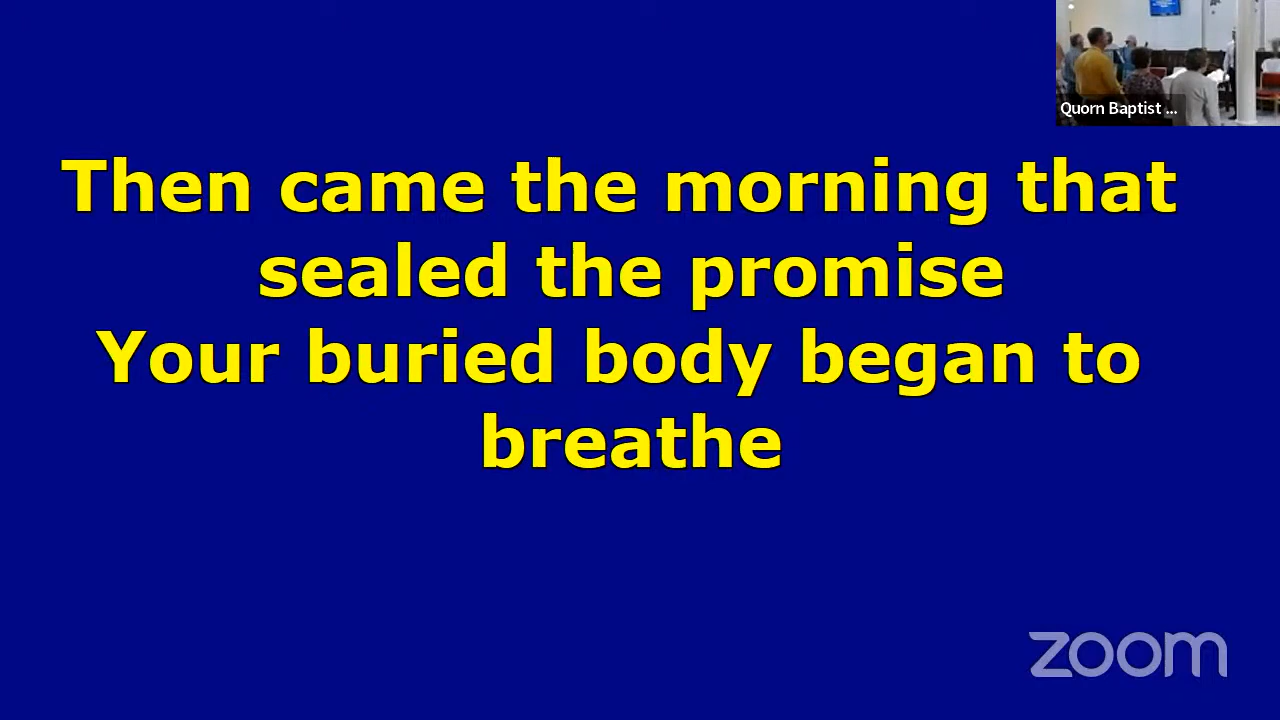 Quorn Baptist ...
Then came the morning that
sealed the promise
Your buried body began to
breathe
zoom